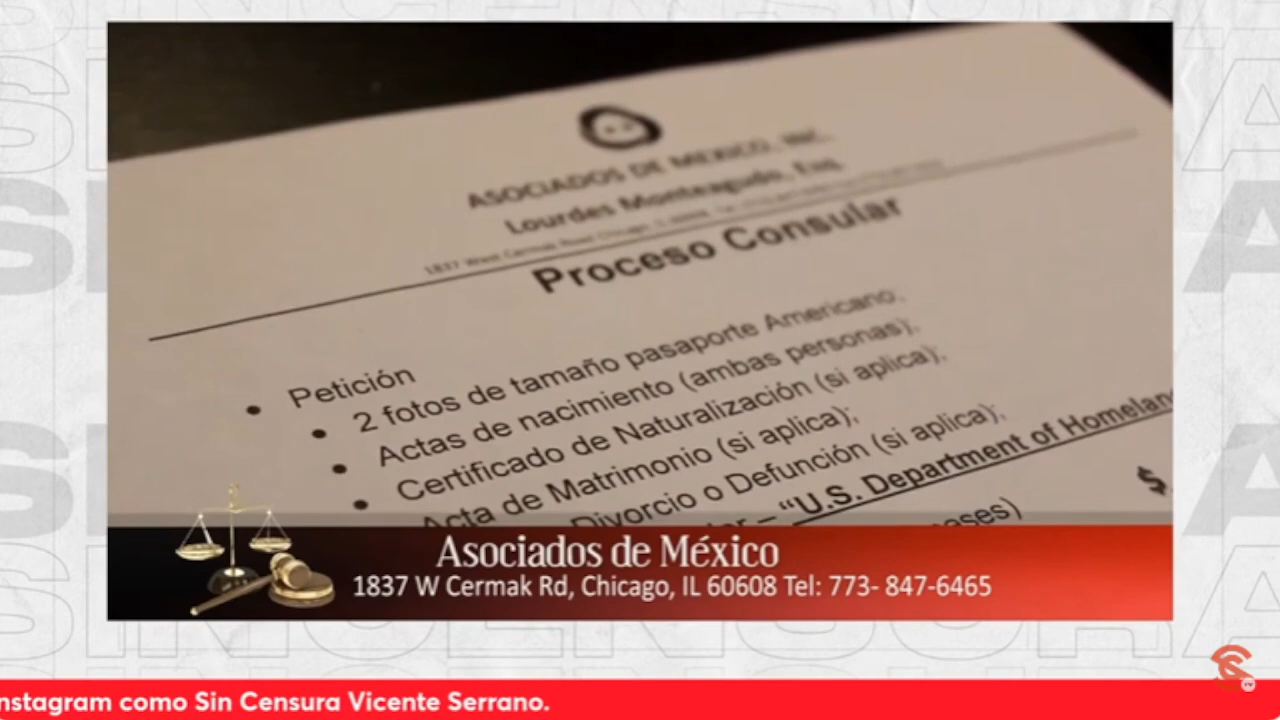 ASOCIADOS DE MEXICO, INC.
Lourdes Monteagudo, Esq.
Proceso Consular
• Petición
• 2 fotos de tamaño pasaporte Americano;
• Actas de nacimiento (ambas personas);
• Certificado de Naturalización (si aplica);
Acta de Matrimonio (si aplica);
Divorcio o Defunción (si aplica);
– “U.S. Department of Homelan
$
Asociados de México
1837 W Cermak Rd, Chicago, IL 60608 Tel: 773- 847-6465
nstagram como Sin Censura Vicente Serrano.